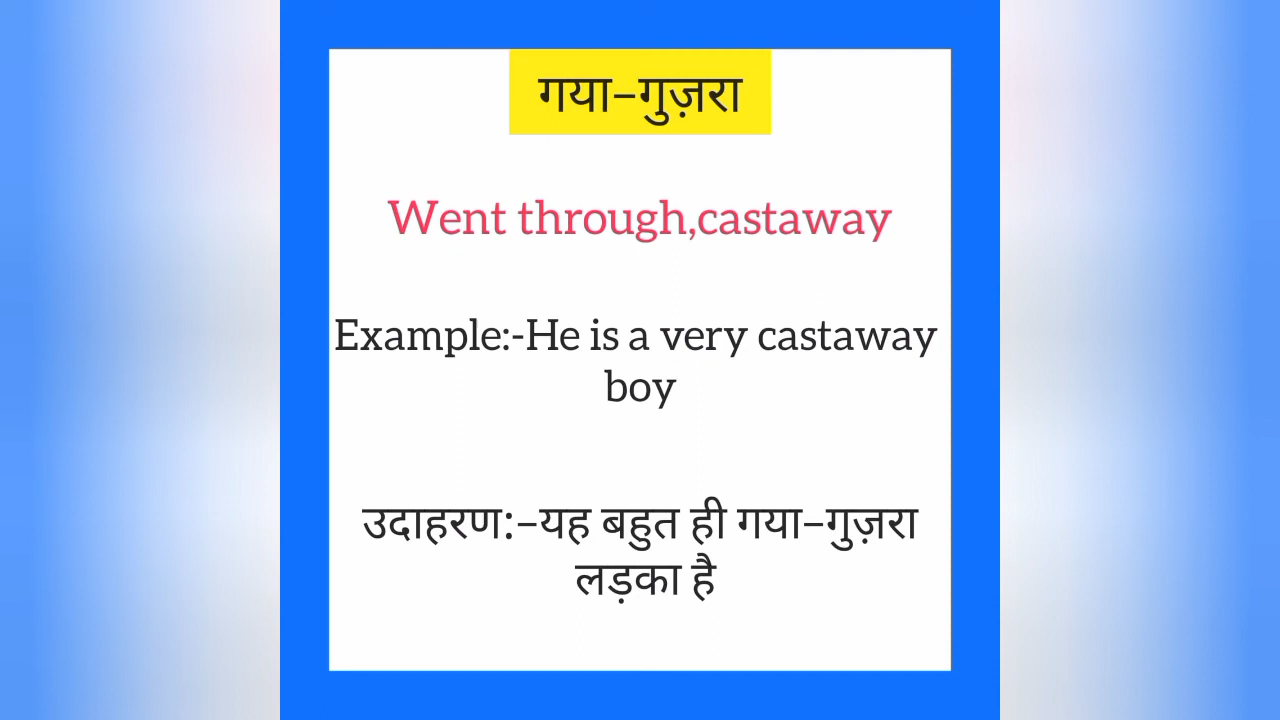 गया–गुज़रा
Went through,castaway
Example:-He is a very castaway
boy
उदाहरण:–यह बहुत ही गया–गुज़रा
लड़का है